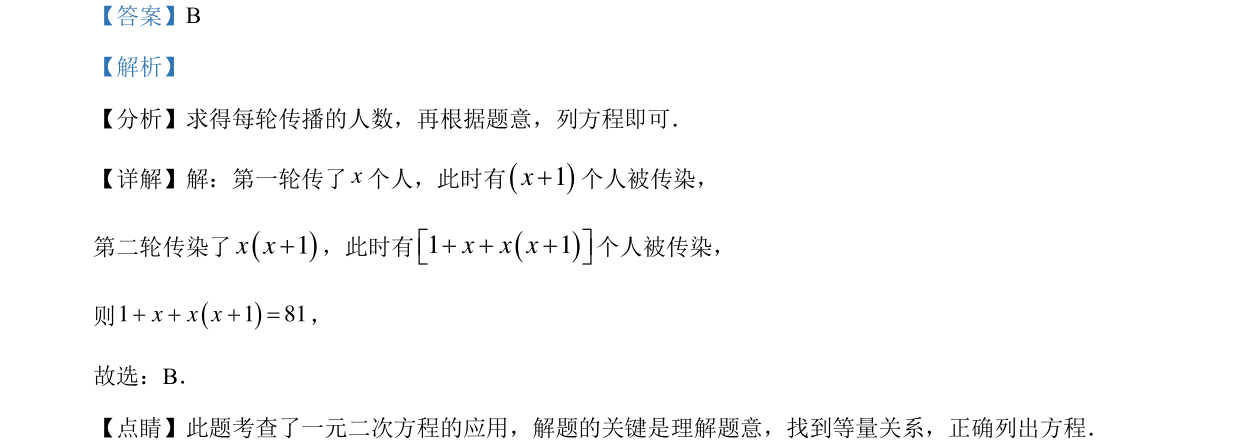 【答案】B
【解析】
【分析】求得每轮传播的人数，再根据题意，列方程即可．
【详解】解：第一轮传了 x 个人，此时有(x+1) 个人被传染，
第二轮传染了 x(x+1)，此时有[1+x+x(x+1)]个人被传染，
则1+x+x(x+1)=81，
故选：B．
【点睛】此题考查了一元二次方程的应用，解题的关键是理解题意，找到等量关系，正确列出方程．